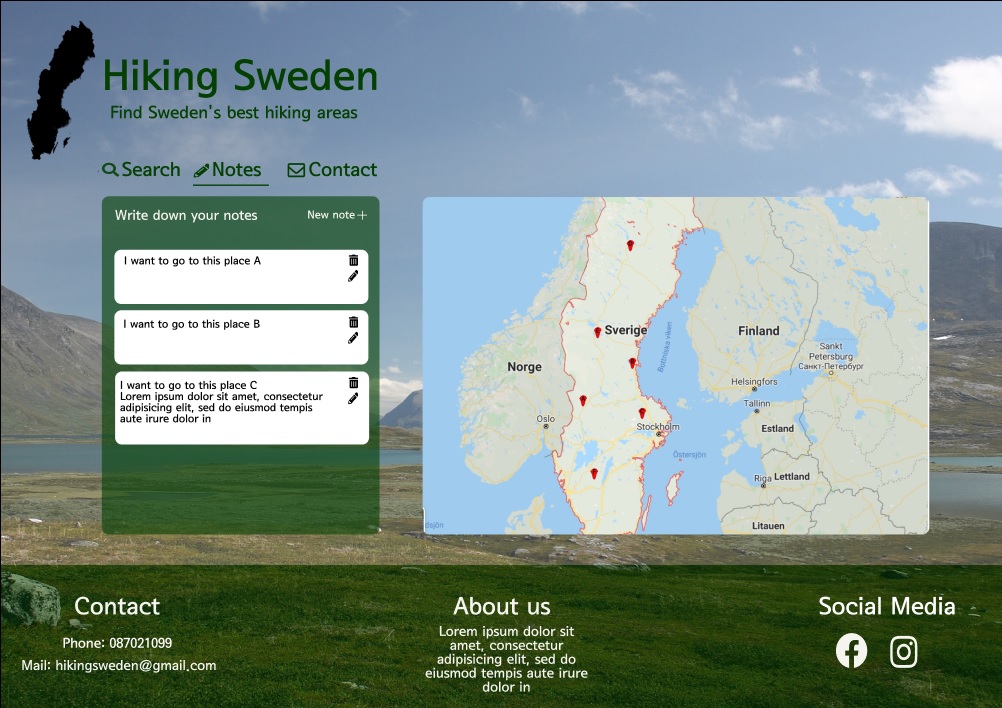 Hiking Sweden
Find Sweden's best hiking areas
Search Notes Contact
Write down your notes
New note
I want to go to this place A
I want to go to this place B
I want to go to this place C
Lorem ipsum dolor sit amet, consectetur
adipisicing elit, sed do eiusmod tempis
aute irure dolor in
Sverige
Finland
Norge
Bottniska viken
Sankt
Petersburg
Санкт-Петербург
Helsingfors
Tallinn
Oslo
Stockholm
Estland
Östersjön
Riga
Lettland
Litauen
dsjön
Contact
Phone: 087021099
Mail: hikingsweden@gmail.com
About us
Lorem ipsum dolor sit
amet, consectetur
adipisicing elit, sed do
eiusmod tempis aute irure
dolor in
Social Media